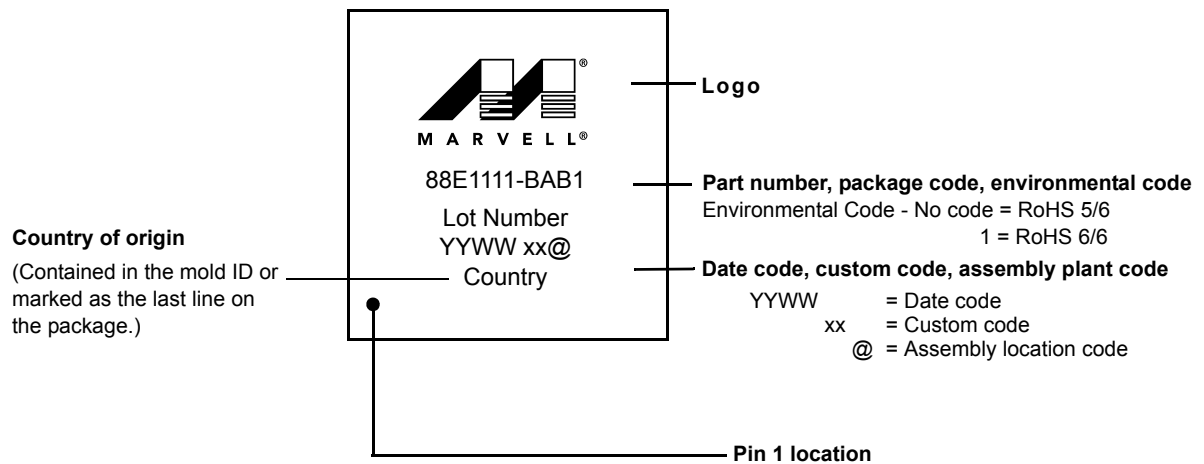 ®
MARVELL®
Logo
88E1111-BAB1
Part number, package code, environmental code
Environmental Code - No code = RoHS 5/6
1 = RoHS 6/6
Lot Number
YYWW xx@
Country
Country of origin
(Contained in the mold ID or
marked as the last line on
the package.)
Date code, custom code, assembly plant code
YYWW = Date code
xx = Custom code
@ = Assembly location code
Pin 1 location